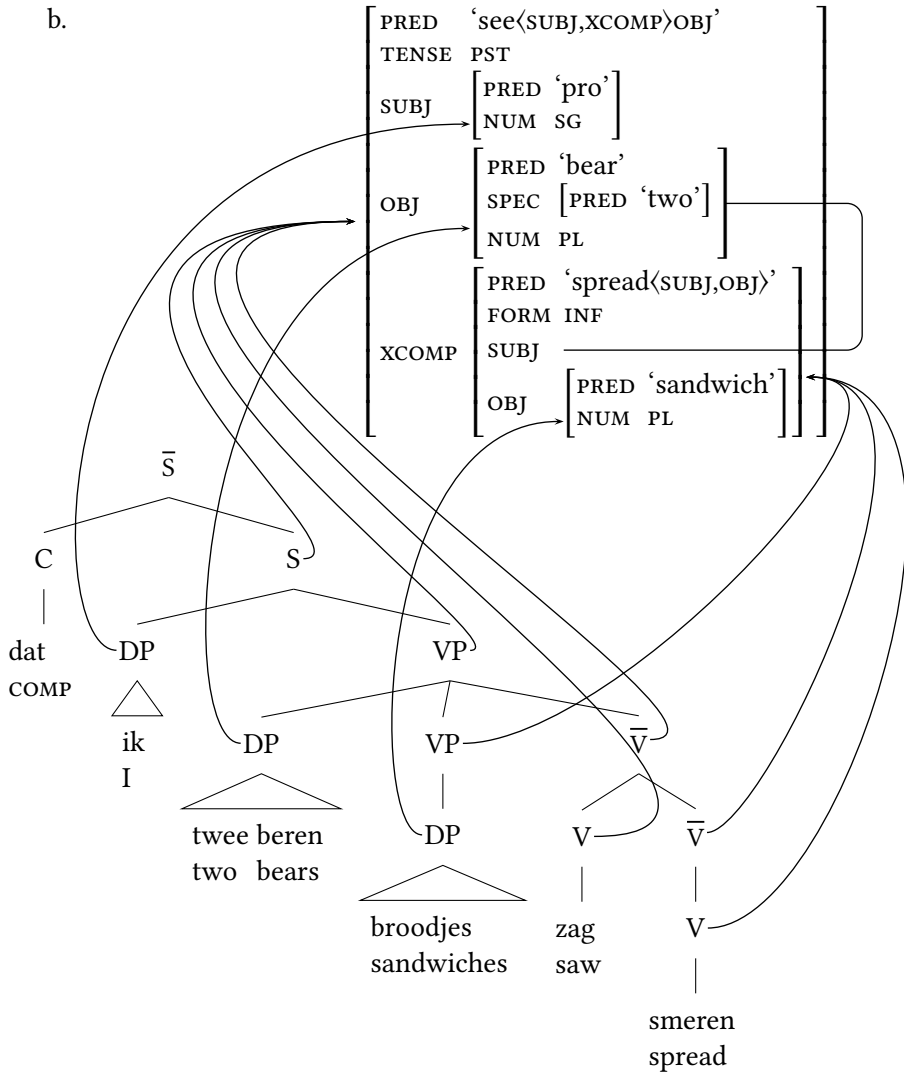 b.
PRED ‘see⟨SUBJ,XCOMP⟩OBJ’
TENSE PST
SUBJ
PRED ‘pro’
NUM SG
OBJ
PRED ‘bear’
SPEC [PRED ‘two’]
NUM PL
XCOMP
PRED ‘spread⟨SUBJ,OBJ⟩’
FORM INF
SUBJ
OBJ
PRED ‘sandwich’
NUM PL
S̅
C S
dat DP VP
COMP
ik DP VP V̅
I
twee beren DP V V̅
two bears
broodjes zag V
sandwiches saw
smeren
spread